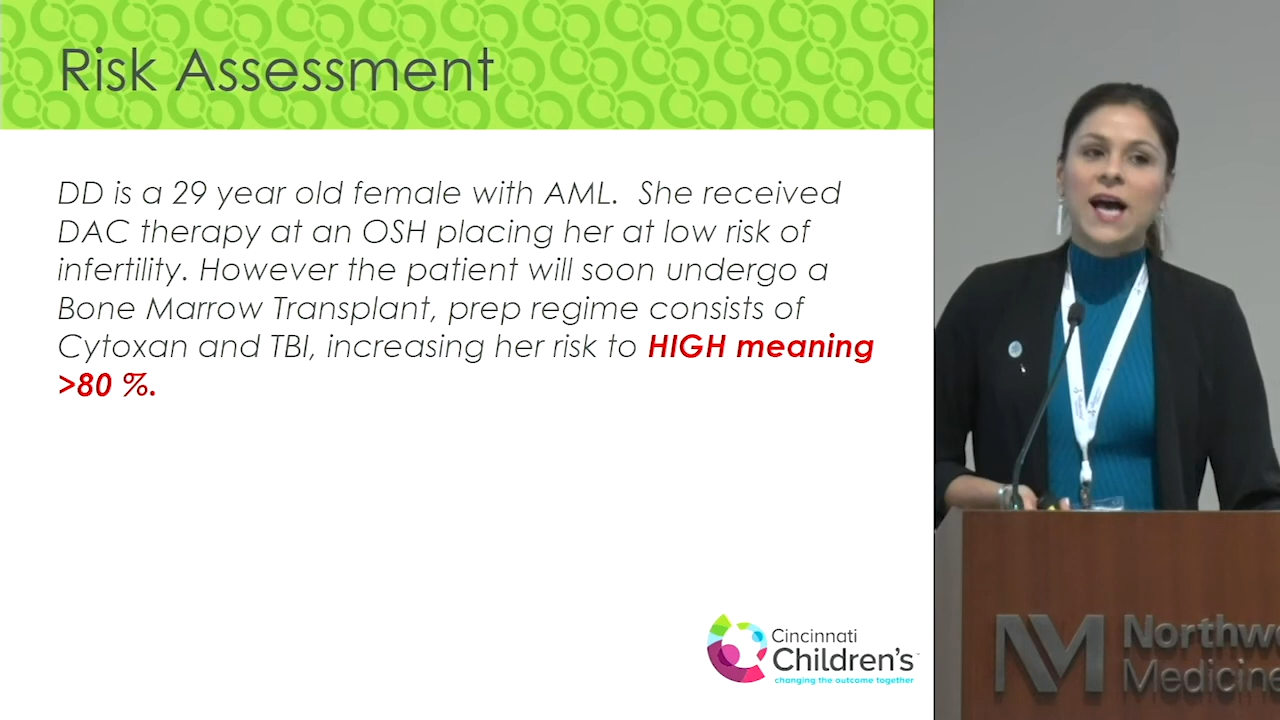 Risk Assessment
DD is a 29 year old female with AML. She received
DAC therapy at an OSH placing her at low risk of
infertility. However the patient will soon undergo a
Bone Marrow Transplant, prep regime consists of
Cytoxan and TBI, increasing her risk to HIGH meaning
>80 %.
Cincinnati
Children's
changing the outcome together
NM
Northw
Medicine